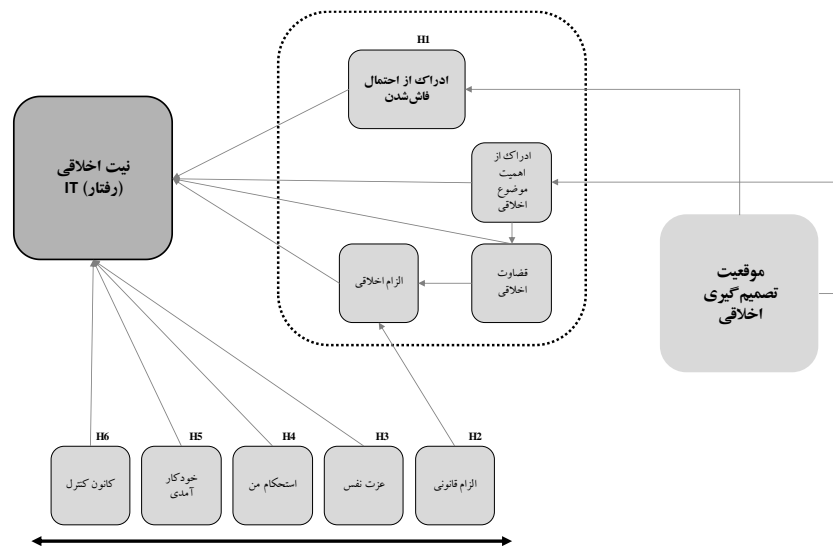 H1
ادراک از احتمال
فاش‌شدن
نیت اخلاقی
(رفتار) IT
ادراک از
اهمیت
موضوع
اخلاقی
موقعیت
تصمیم‌گیری
اخلاقی
قضاوت
اخلاقی
الزام اخلاقی
H2
H3
H4
H5
H6
الزام قانونی
عزت نفس
استحکام من
خودکار
آمدی
کانون کنترل